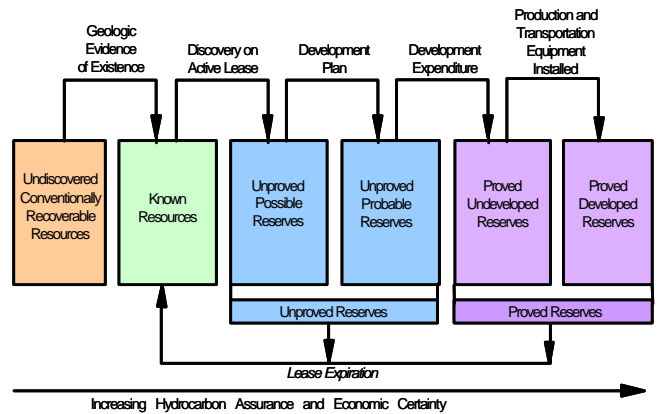 Geologic
Evidence
of Existence
Discovery on
Active Lease
Development
Plan
Development
Expenditure
Production and
Transportation
Equipment
Installed
Undiscovered
Conventionally
Recoverable
Resources
Known
Resources
Unproved
Possible
Reserves
Unproved
Probable
Reserves
Proved
Undeveloped
Reserves
Proved
Developed
Reserves
Unproved Reserves
Proved Reserves
Lease Expiration
Increasing Hydrocarbon Assurance and Economic Certainty